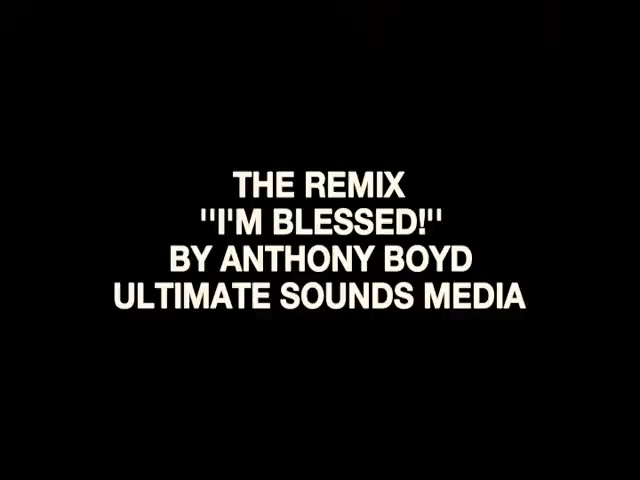 THE REMIX
"I'M BLESSED!"
BY ANTHONY BOYD
ULTIMATE SOUNDS MEDIA